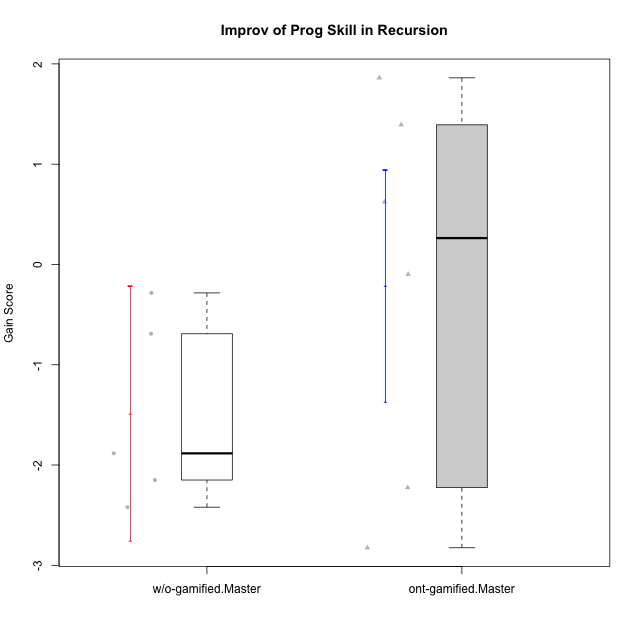 Improv of Prog Skill in Recursion
2
1
0
-1
-2
-3
Gain Score
w/o-gamified.Master
ont-gamified.Master